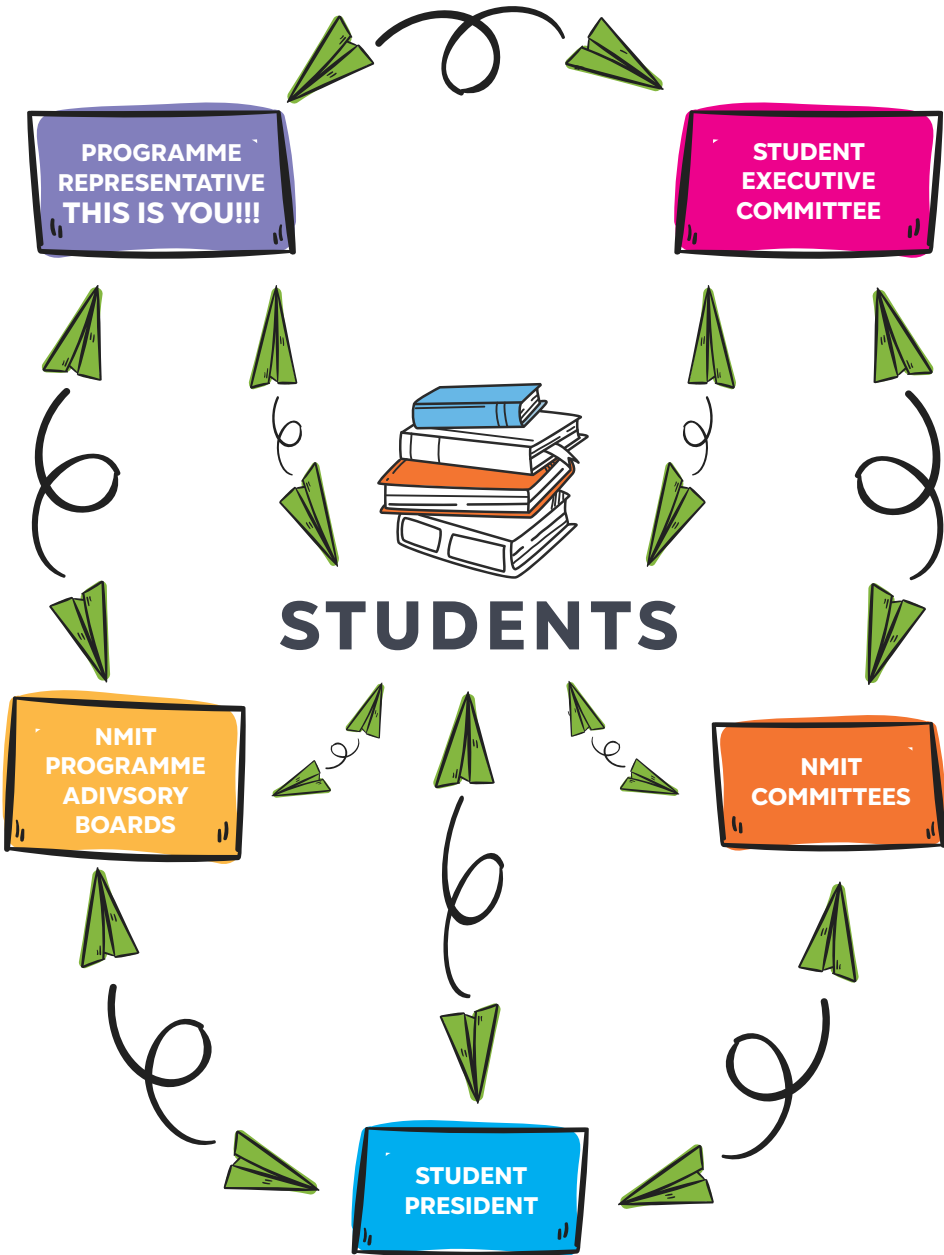 PROGRAMME
REPRESENTATIVE
THIS IS YOU!!!
STUDENT
EXECUTIVE
COMMITTEE
STUDENTS
NMIT
PROGRAMME
ADIVSORY
BOARDS
NMIT
COMMITTEES
STUDENT
PRESIDENT